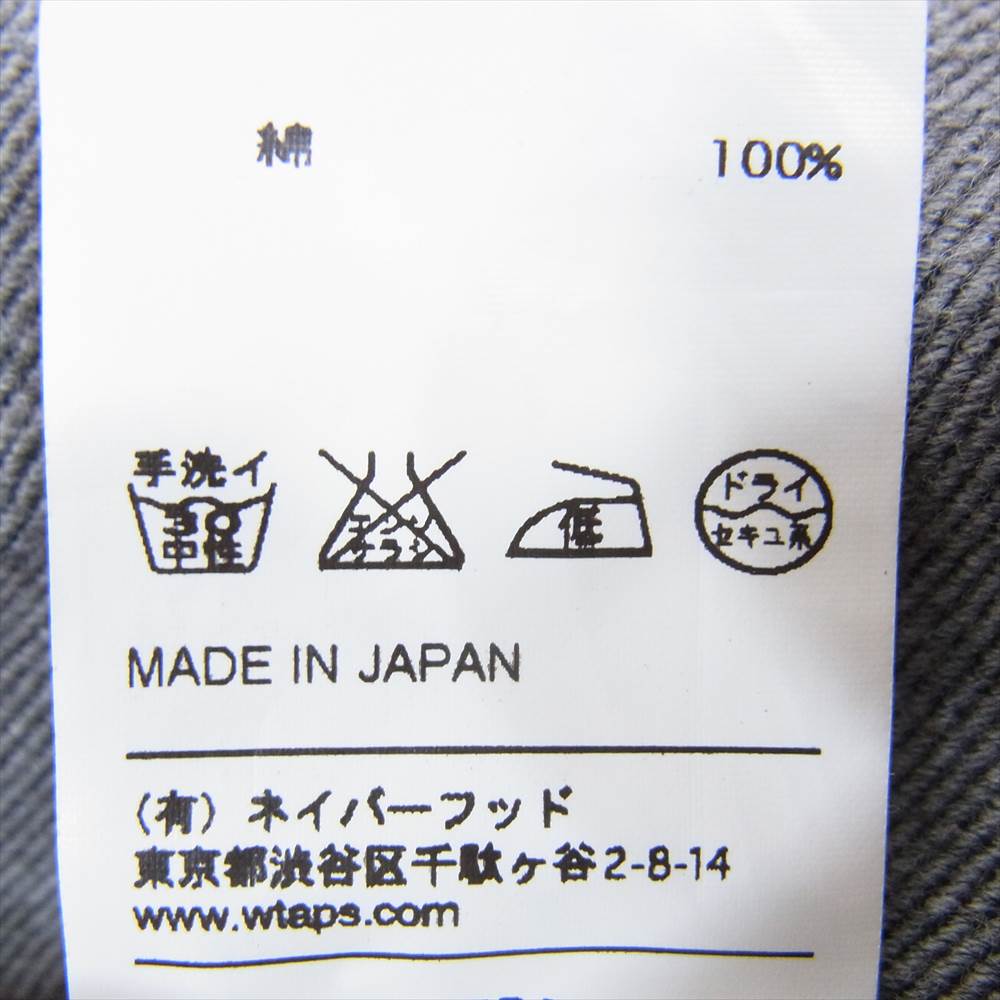 綿 100%
手洗イ
30
中性
エンソ
サラシ
低
ドライ
セキユ系
MADE IN JAPAN
(有) ネイバーフッド
東京都渋谷区千駄ヶ谷2-8-14
www.wtaps.com